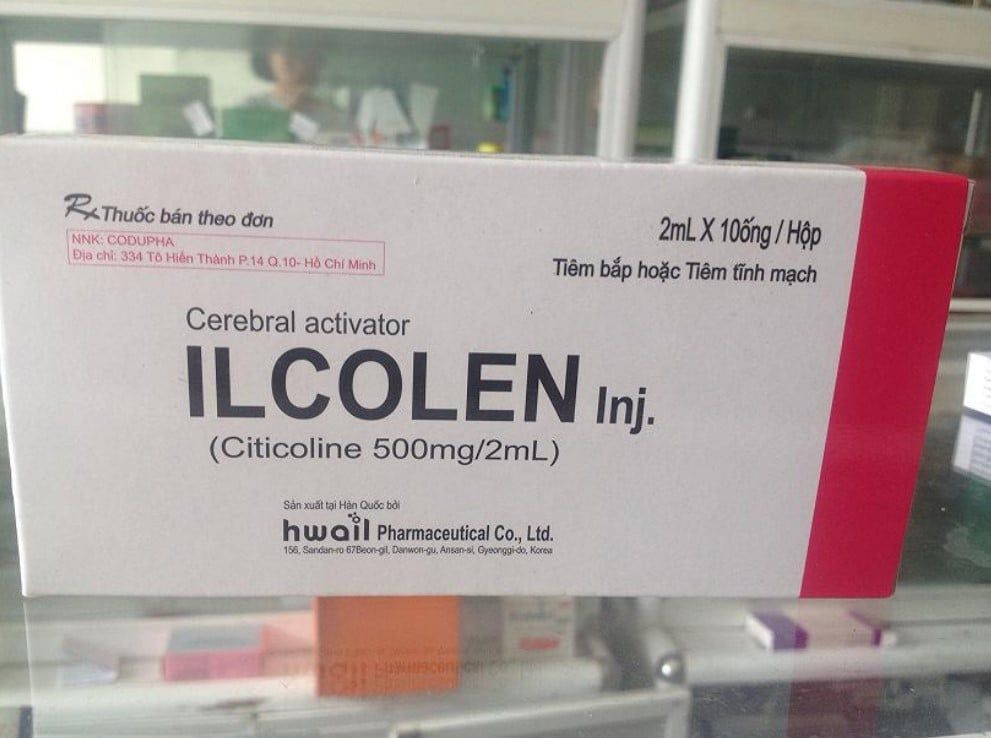 Rx Thuốc bán theo đơn
NNK: CODUPHA
Địa chỉ: 334 Tô Hiến Thành P.14 Q.10- Hồ Chí Minh
2mL X 10ống / Hộp
Tiêm bắp hoặc Tiêm tĩnh mạch
Cerebral activator
ILCOLEN Inj.
(Citicoline 500mg/2mL)
Sản xuất tại Hàn Quốc bởi
hwail Pharmaceutical Co., Ltd.
156, Sandan-ro 67Beon-gil, Danwon-gu, Ansan-si, Gyeonggi-do, Korea